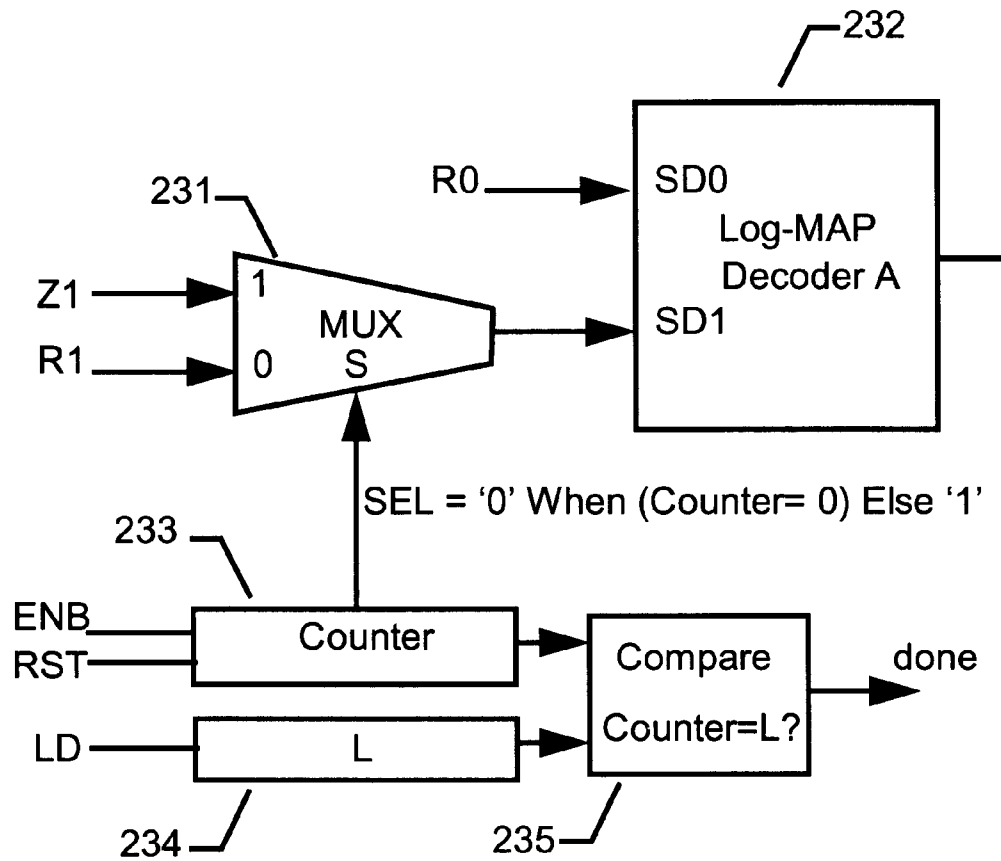 232
231
R0
SD0
Log-MAP
Decoder A
Z1
1
MUX
SD1
R1
0
S
SEL = ‘0’ When (Counter= 0) Else ‘1’
233
ENB
Counter
RST
Compare
done
LD
L
Counter=L?
234
235